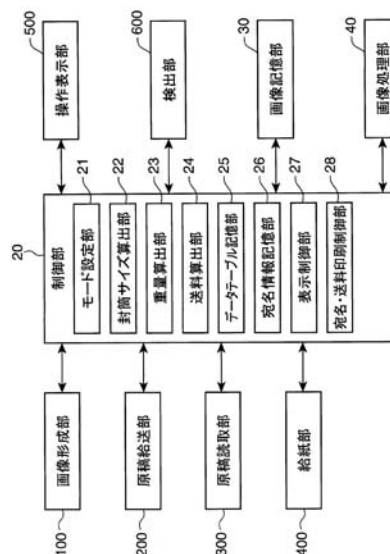 500
操作表示部
600
検出部
30
画像記憶部
40
画像処理部
20
制御部
モード設定部
21
封筒サイズ算出部
22
重量算出部
23
送料算出部
24
データテーブル記憶部
25
宛名情報記憶部
26
表示制御部
27
宛名・送料印刷制御部
28
画像形成部
100
原稿給送部
200
原稿読取部
300
給紙部
400